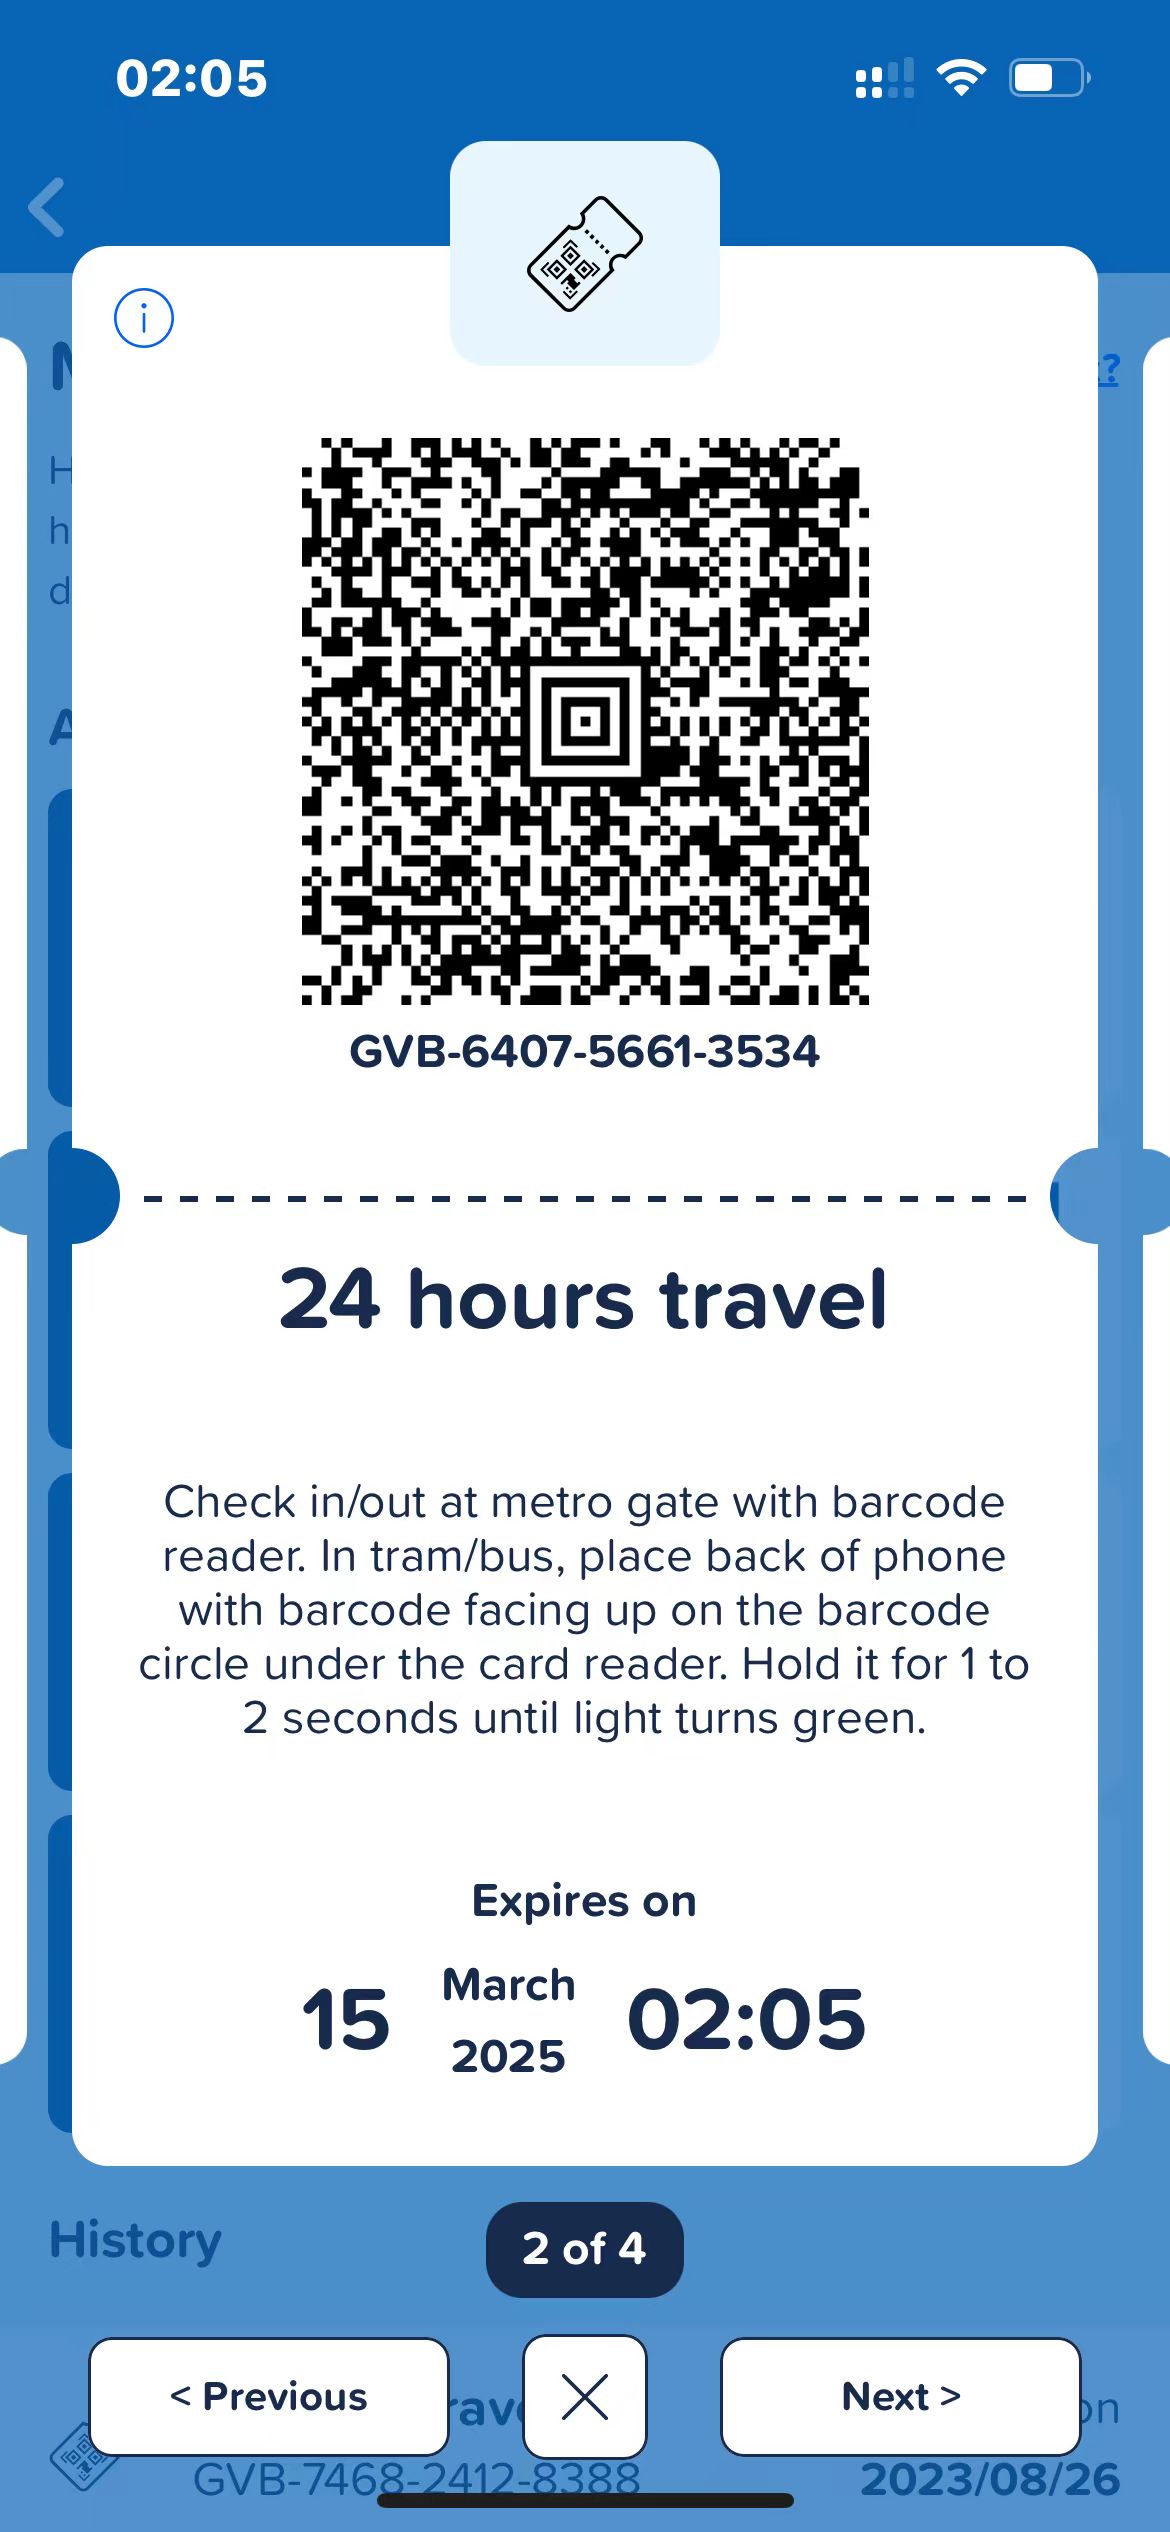 02:05
GVB-6407-5661-3534
24 hours travel
Check in/out at metro gate with barcode
reader. In tram/bus, place back of phone
with barcode facing up on the barcode
circle under the card reader. Hold it for 1 to
2 seconds until light turns green.
Expires on
15 March 2025 02:05
History
2 of 4
< Previous
Next >
GVB-7468-2412-8388
2023/08/26